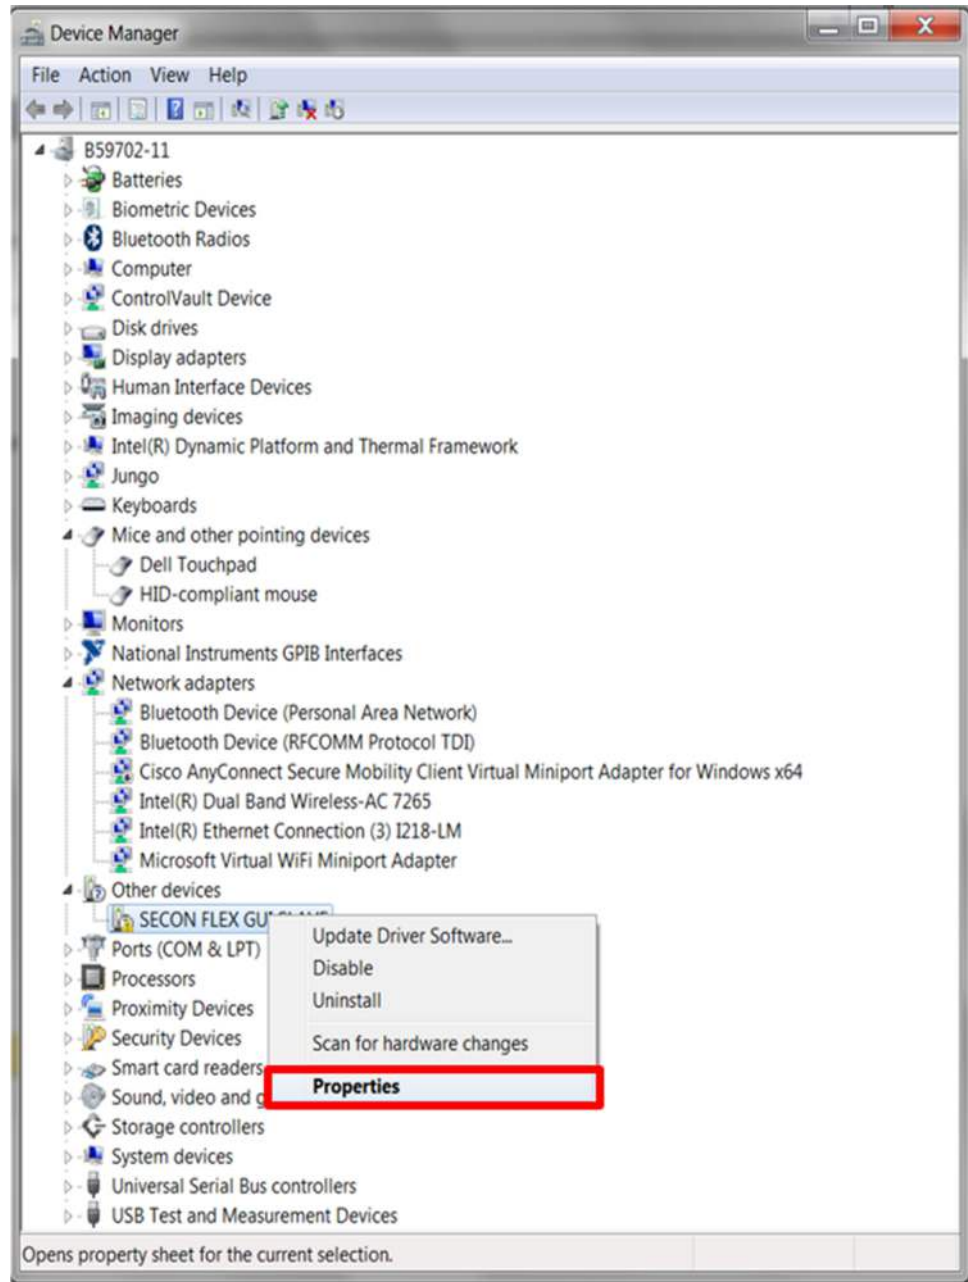 Device Manager
File Action View Help
B59702-11
Batteries
Biometric Devices
Bluetooth Radios
Computer
ControlVault Device
Disk drives
Display adapters
Human Interface Devices
Imaging devices
Intel(R) Dynamic Platform and Thermal Framework
Jungo
Keyboards
Mice and other pointing devices
Dell Touchpad
HID-compliant mouse
Monitors
National Instruments GPIB Interfaces
Network adapters
Bluetooth Device (Personal Area Network)
Bluetooth Device (RFCOMM Protocol TDI)
Cisco AnyConnect Secure Mobility Client Virtual Miniport Adapter for Windows x64
Intel(R) Dual Band Wireless-AC 7265
Intel(R) Ethernet Connection (3) I218-LM
Microsoft Virtual WiFi Miniport Adapter
Other devices
SECON FLEX GUI
Ports (COM & LPT)
Processors
Proximity Devices
Security Devices
Smart card readers
Sound, video and
Storage controllers
System devices
Universal Serial Bus controllers
USB Test and Measurement Devices
Update Driver Software...
Disable
Uninstall
Scan for hardware changes
Properties
Opens property sheet for the current selection.